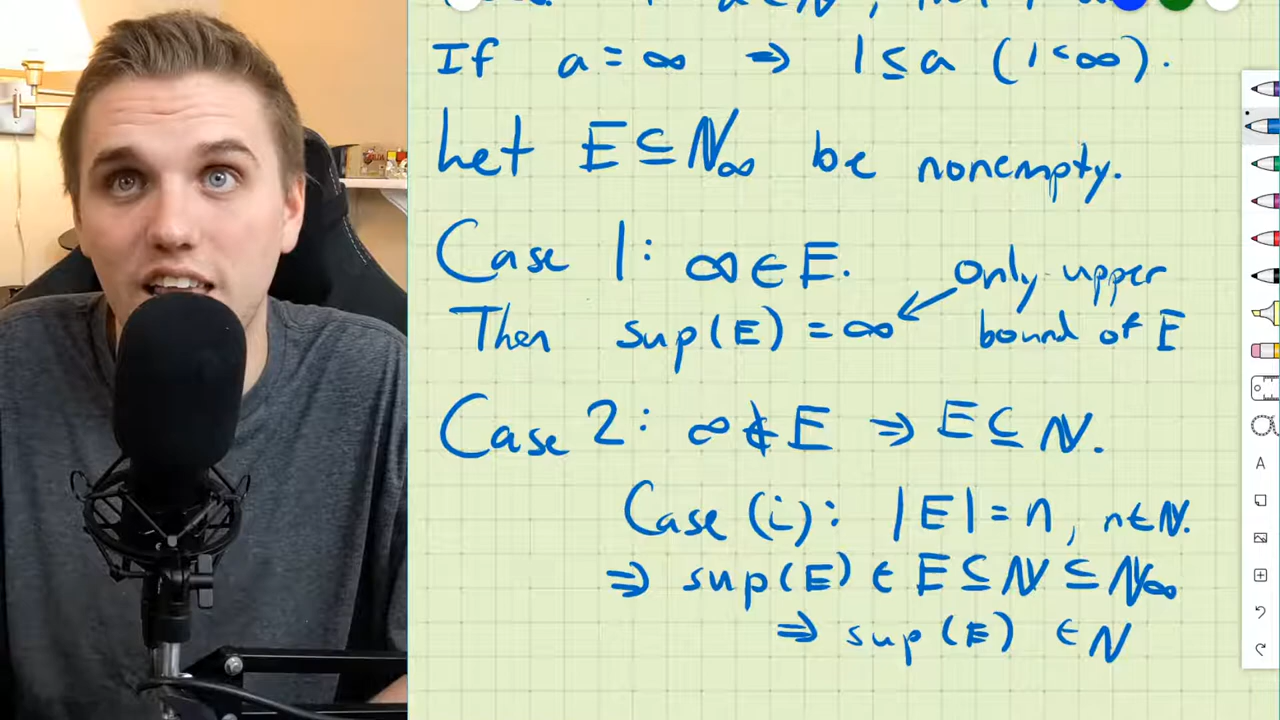 If a = ∞ ⇒ 1 ≤ a (1 < ∞).
Let E ⊆ ℕ∞ be nonempty.
Case 1: ∞ ∈ E.
Then sup(E) = ∞
only upper
bound of E
Case 2: ∞ ∉ E ⇒ E ⊆ ℕ.
Case (i): |E| = n, n ∈ ℕ.
⇒ sup(E) ∈ E ⊆ ℕ ⊆ ℕ∞
⇒ sup(E) ∈ ℕ
A